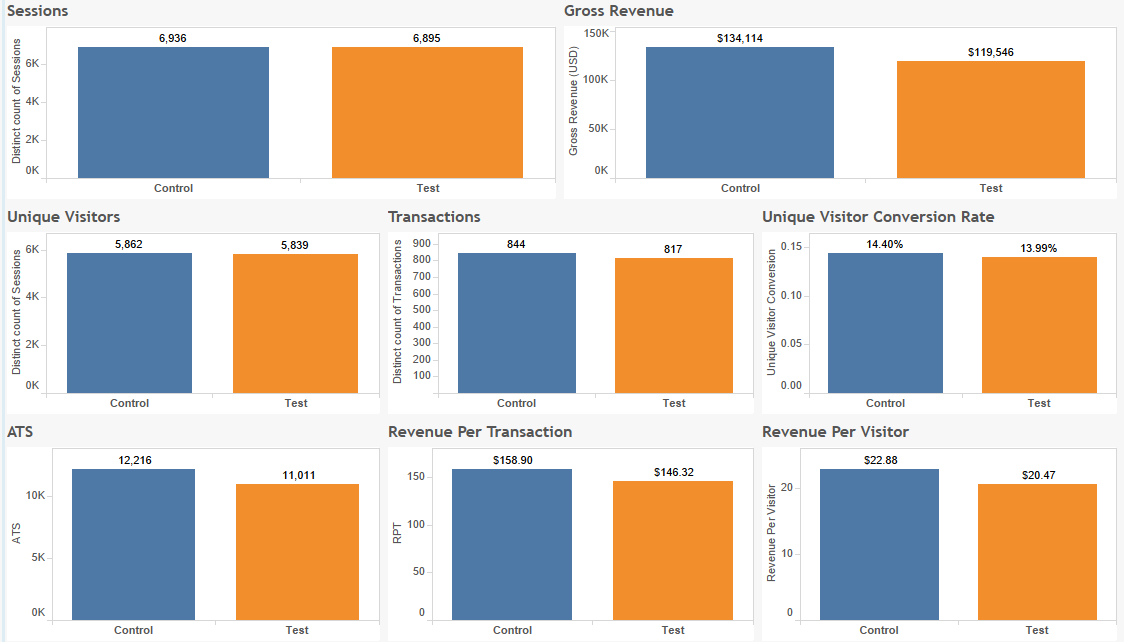 Sessions
Distinct count of Sessions
6K
4K
2K
0K
6,936
6,895
Control
Test
Gross Revenue
Gross Revenue (USD)
150K
100K
50K
0K
$134,114
$119,546
Control
Test
Unique Visitors
Distinct count of Sessions
6K
4K
2K
0K
5,862
5,839
Control
Test
Transactions
Distinct count of Transactions
900
800
700
600
500
400
300
200
100
844
817
Control
Test
Unique Visitor Conversion Rate
Unique Visitor Conversion
0.15
0.10
0.05
0.00
14.40%
13.99%
Control
Test
ATS
ATS
10K
5K
0K
12,216
11,011
Control
Test
Revenue Per Transaction
RPT
150
100
50
0
$158.90
$146.32
Control
Test
Revenue Per Visitor
Revenue Per Visitor
20
10
0
$22.88
$20.47
Control
Test